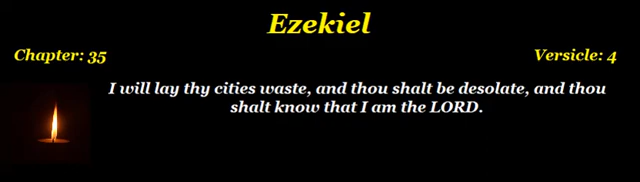 Ezekiel
Chapter: 35
Versicle: 4
I will lay thy cities waste, and thou shalt be desolate, and thou
shalt know that I am the LORD.